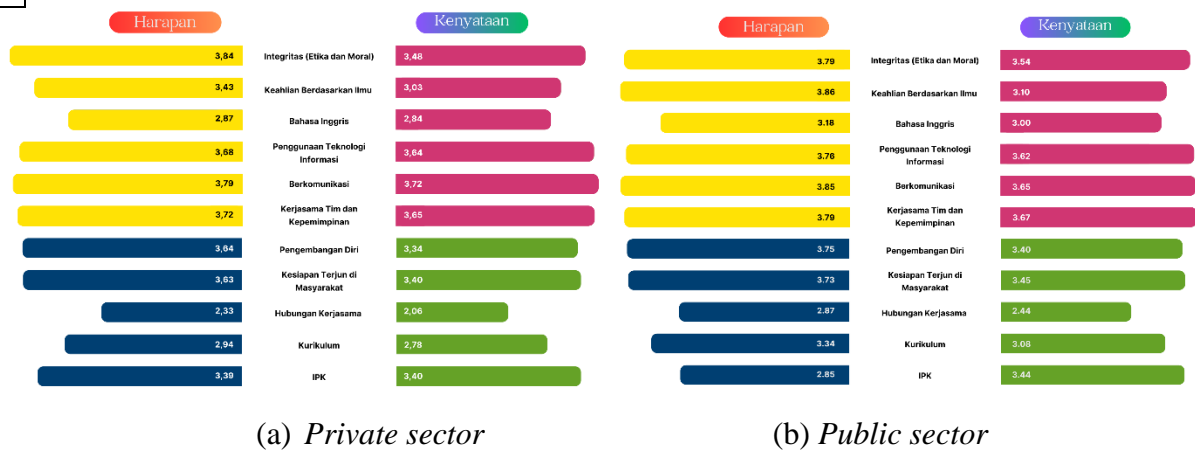 Harapan Kenyataan
3,84 Integritas (Etika dan Moral) 3,48
3,43 Keahlian Berdasarkan Ilmu 3,03
2,87 Bahasa Inggris 2,84
3,68 Penggunaan Teknologi
Informasi 3,64
3,79 Berkomunikasi 3,72
3,72 Kerjasama Tim dan
Kepemimpinan 3,65
3,64 Pengembangan Diri 3,34
3,63 Kesiapan Terjun di
Masyarakat 3,40
2,33 Hubungan Kerjasama 2,06
2,94 Kurikulum 2,78
3,39 IPK 3,40
(a) Private sector
Harapan Kenyataan
3.79 Integritas (Etika dan Moral) 3.54
3.86 Keahlian Berdasarkan Ilmu 3.10
3.18 Bahasa Inggris 3.00
3.76 Penggunaan Teknologi
Informasi 3.62
3.85 Berkomunikasi 3.65
3.79 Kerjasama Tim dan
Kepemimpinan 3.67
3.75 Pengembangan Diri 3.40
3.73 Kesiapan Terjun di
Masyarakat 3.45
2.87 Hubungan Kerjasama 2.44
3.34 Kurikulum 3.08
2.85 IPK 3.44
(b) Public sector